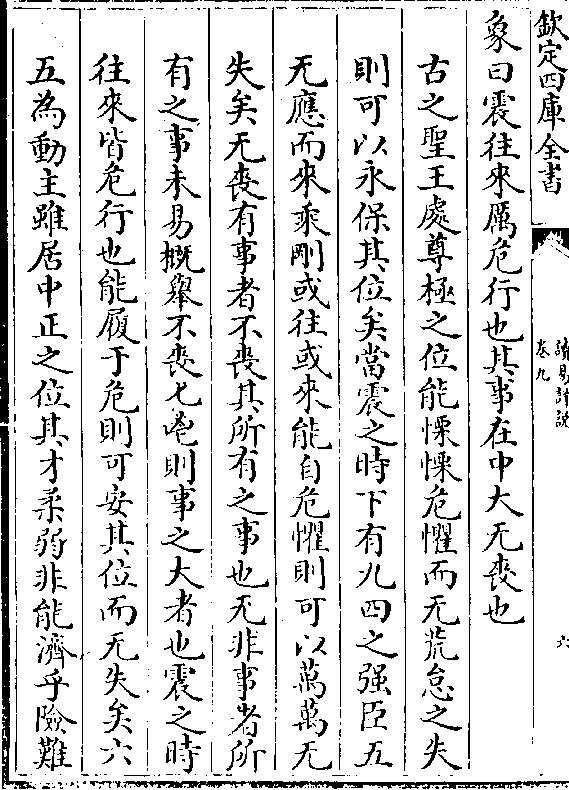 欽定四庫全書
讀易詳說
卷九
六
象曰震往來厲危行也其事在中大无喪也
古之聖王處尊極之位能慄慄危懼而无荒怠之失
則可以永保其位矣當震之時下有九四之强臣五
无應而來乘剛或往或來能自危懼則可以萬萬无
失矣无喪有事者不喪其所有之事也无非事者所
有之事未易概舉不喪匕鬯則事之大者也震之時
往來皆危行也能履于危則可安其位而无失矣六
五為動主雖居中正之位其才柔弱非能濟乎險難